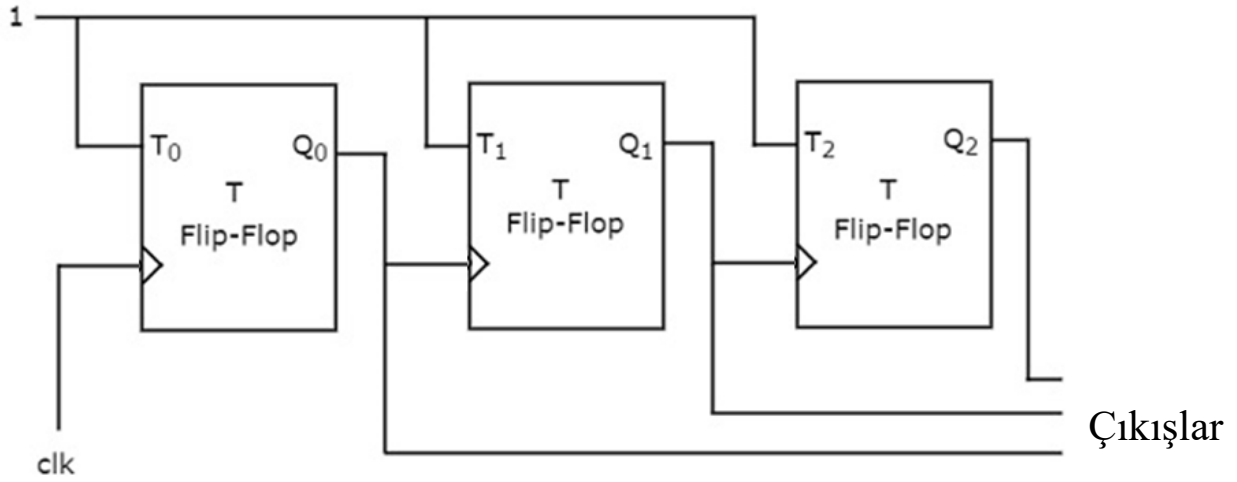 1
T₀ Q₀
T
Flip-Flop
T₁ Q₁
T
Flip-Flop
T₂ Q₂
T
Flip-Flop
Çıkışlar
clk